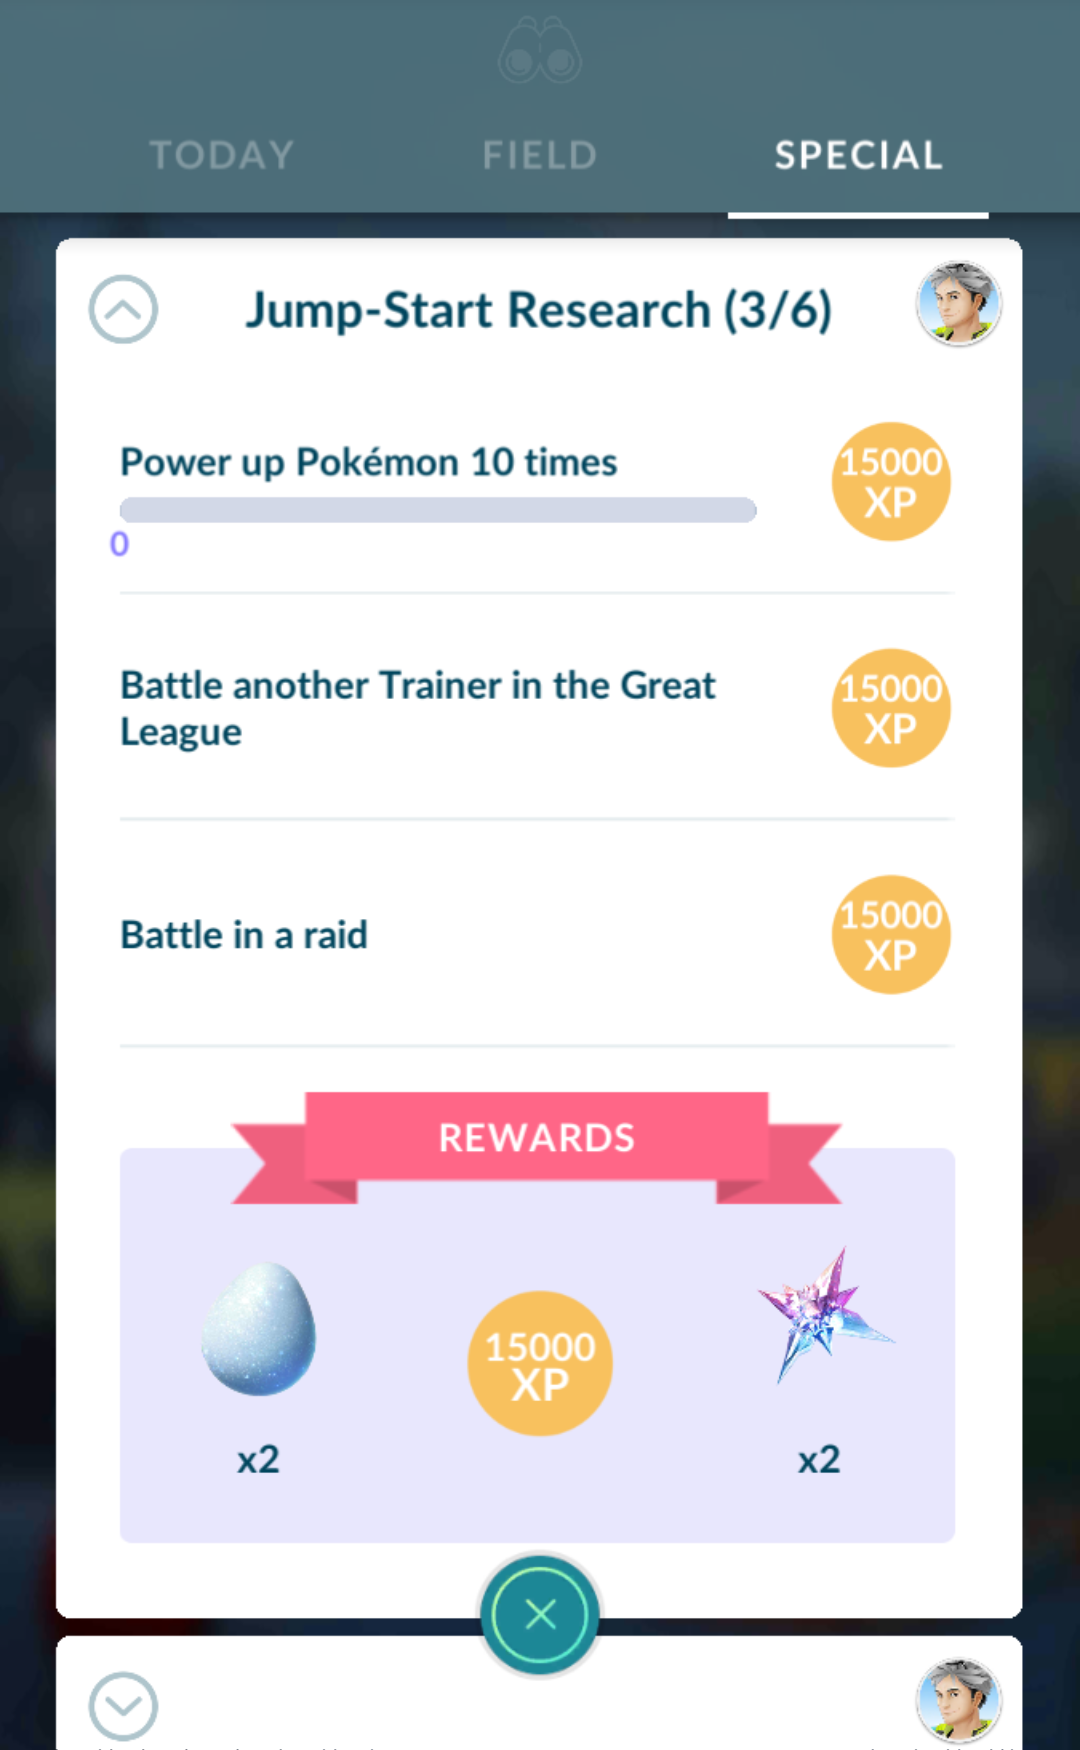 TODAY
FIELD
SPECIAL
Jump-Start Research (3/6)
Power up Pokémon 10 times
15000
XP
0
Battle another Trainer in the Great
League
15000
XP
Battle in a raid
15000
XP
REWARDS
15000
XP
x2
x2